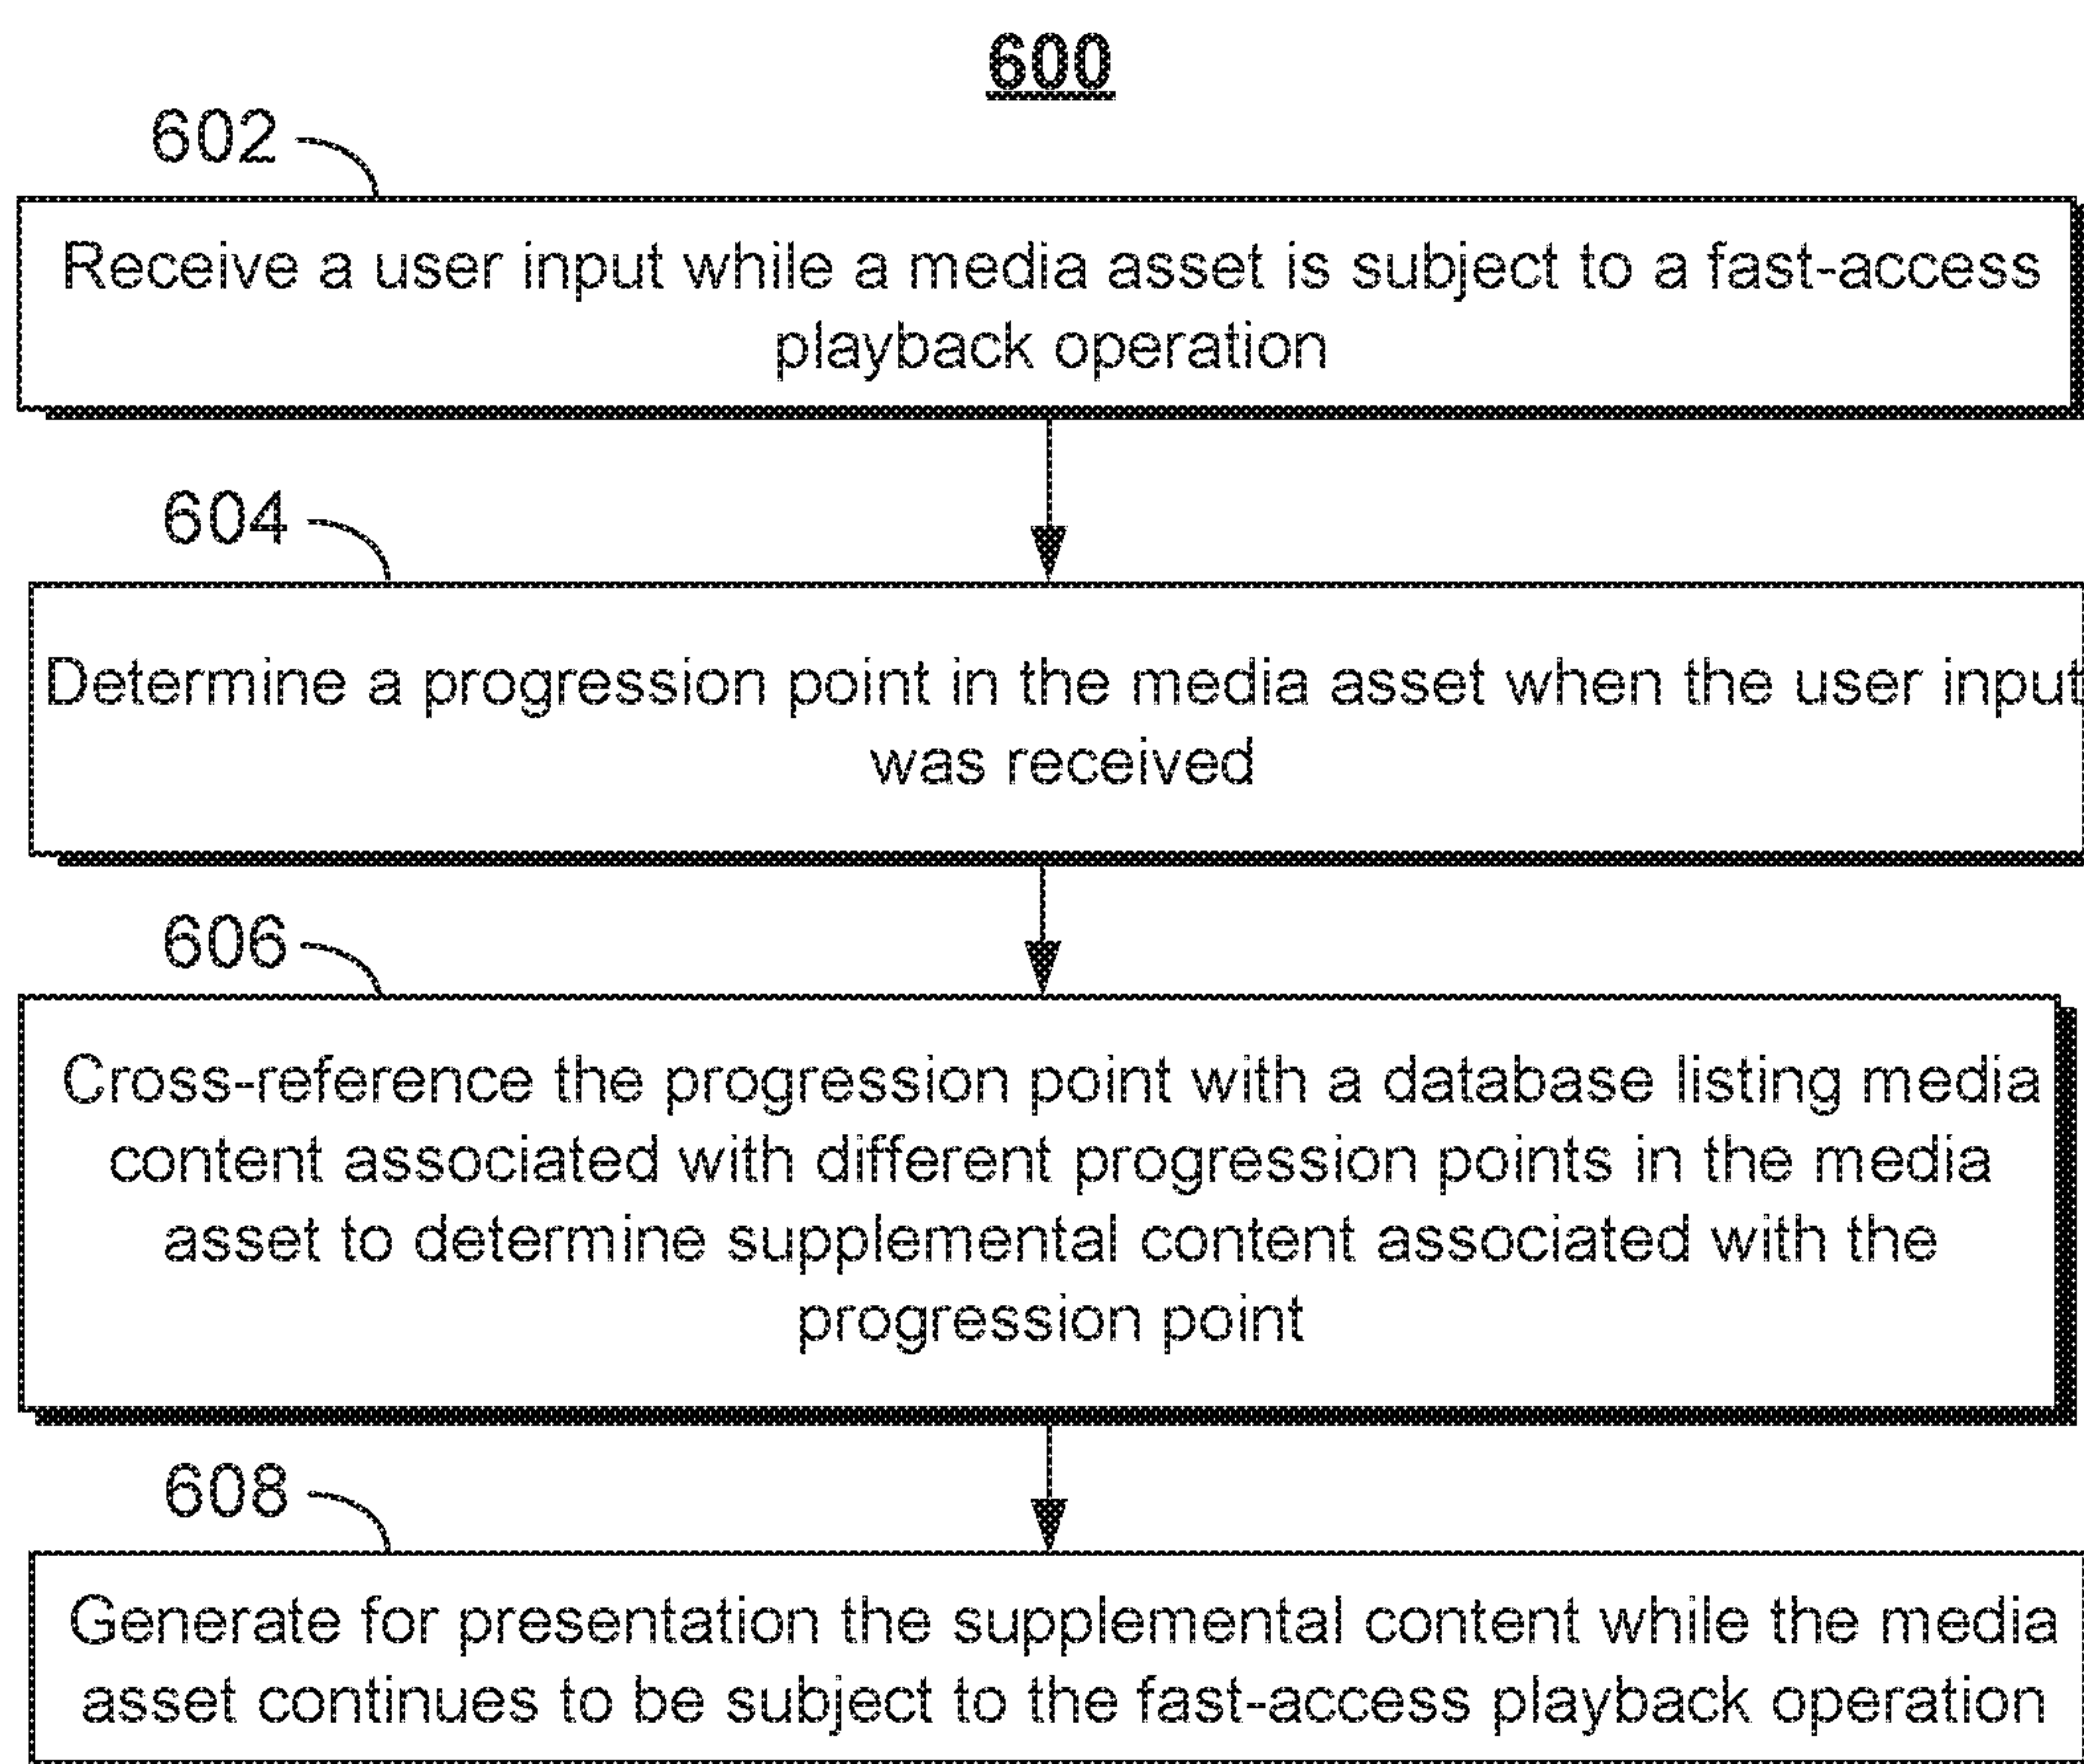 600
602
Receive a user input while a media asset is subject to a fast-access
playback operation
604
Determine a progression point in the media asset when the user input
was received
606
Cross-reference the progression point with a database listing media
content associated with different progression points in the media
asset to determine supplemental content associated with the
progression point
608
Generate for presentation the supplemental content while the media
asset continues to be subject to the fast-access playback operation